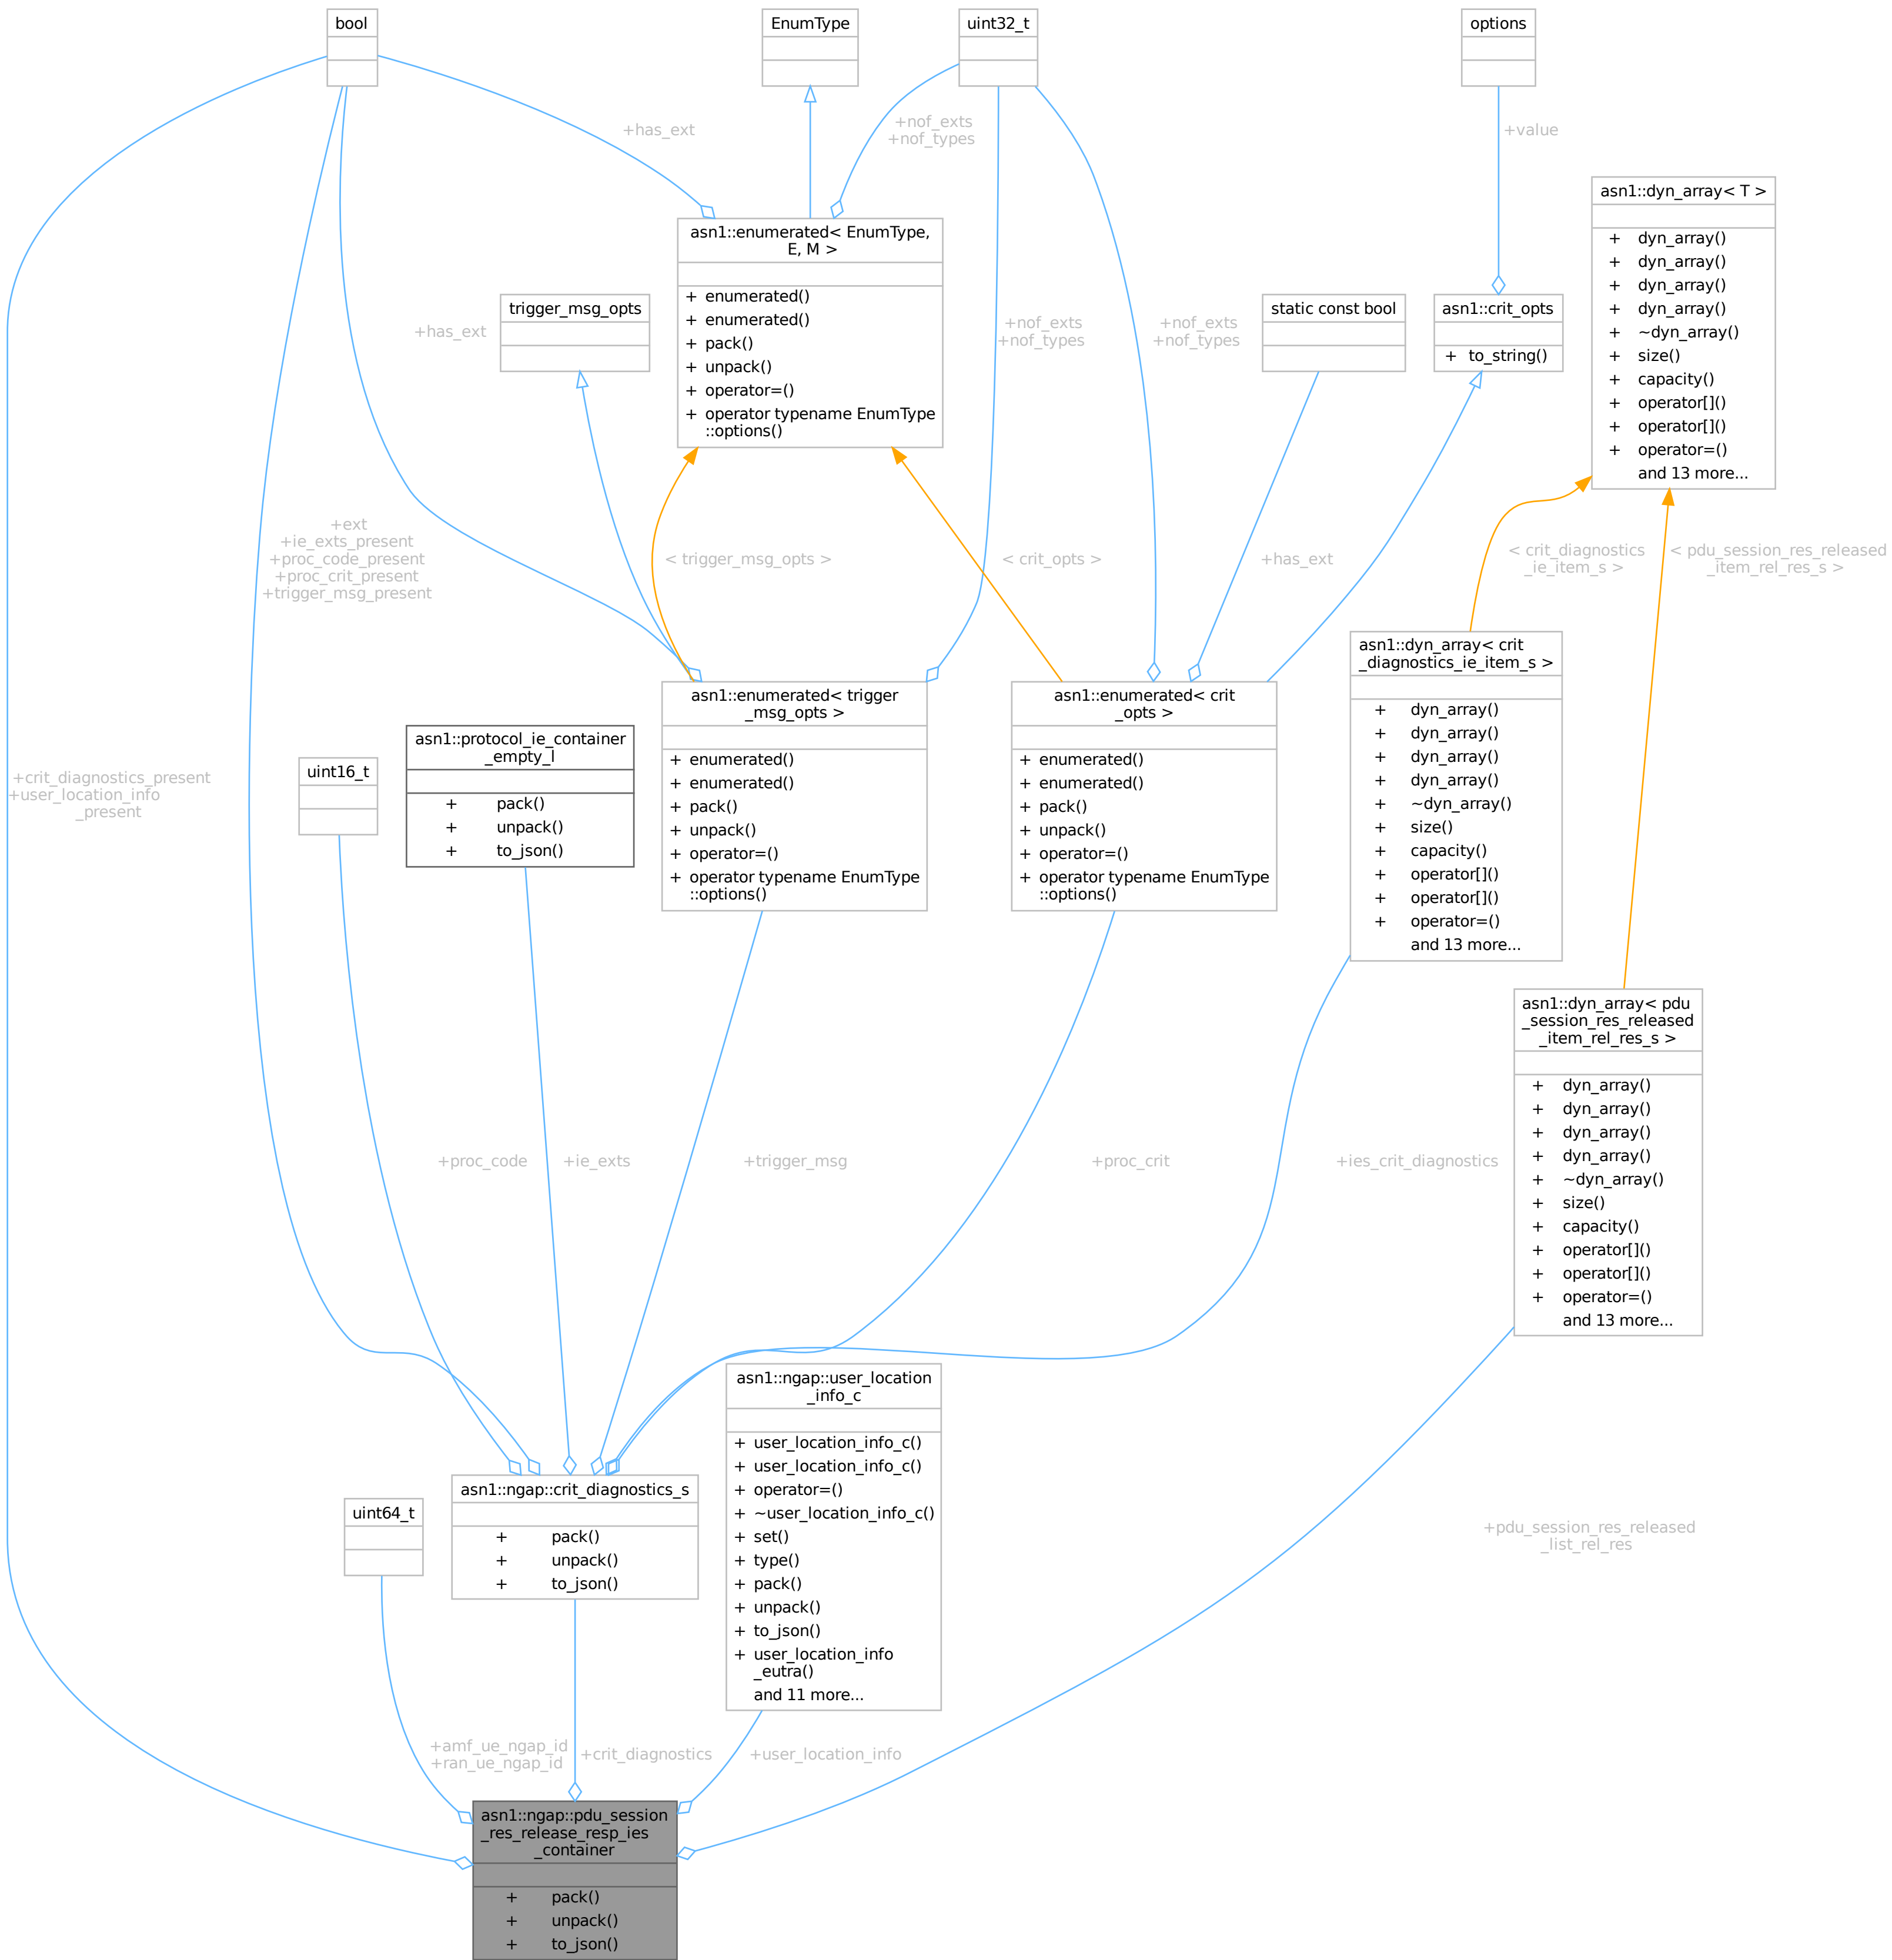 bool
EnumType
uint32_t
options
+has_ext
+nof_exts
+nof_types
+value
asn1::dyn_array< T >
+ dyn_array()
+ dyn_array()
+ dyn_array()
+ dyn_array()
+ ~dyn_array()
+ size()
+ capacity()
+ operator[]()
+ operator[]()
+ operator=()
and 13 more...
asn1::enumerated< EnumType,
E, M >
+ enumerated()
+ enumerated()
+ pack()
+ unpack()
+ operator=()
+ operator typename EnumType
::options()
+has_ext
trigger_msg_opts
+nof_exts
+nof_types
+nof_exts
+nof_types
static const bool
asn1::crit_opts
+ to_string()
+ext
+ie_exts_present
+proc_code_present
+proc_crit_present
+trigger_msg_present
< trigger_msg_opts >
< crit_opts >
+has_ext
< crit_diagnostics
_ie_item_s >
< pdu_session_res_released
_item_rel_res_s >
+crit_diagnostics_present
+user_location_info
_present
uint16_t
asn1::protocol_ie_container
_empty_l
+ pack()
+ unpack()
+ to_json()
asn1::enumerated< trigger
_msg_opts >
+ enumerated()
+ enumerated()
+ pack()
+ unpack()
+ operator=()
+ operator typename EnumType
::options()
asn1::enumerated< crit
_opts >
+ enumerated()
+ enumerated()
+ pack()
+ unpack()
+ operator=()
+ operator typename EnumType
::options()
asn1::dyn_array< crit
_diagnostics_ie_item_s >
+ dyn_array()
+ dyn_array()
+ dyn_array()
+ dyn_array()
+ ~dyn_array()
+ size()
+ capacity()
+ operator[]()
+ operator[]()
+ operator=()
and 13 more...
asn1::dyn_array< pdu
_session_res_released
_item_rel_res_s >
+ dyn_array()
+ dyn_array()
+ dyn_array()
+ dyn_array()
+ ~dyn_array()
+ size()
+ capacity()
+ operator[]()
+ operator[]()
+ operator=()
and 13 more...
+proc_code
+ie_exts
+trigger_msg
+proc_crit
+ies_crit_diagnostics
uint64_t
asn1::ngap::crit_diagnostics_s
+ pack()
+ unpack()
+ to_json()
asn1::ngap::user_location
_info_c
+ user_location_info_c()
+ user_location_info_c()
+ operator=()
+ ~user_location_info_c()
+ set()
+ type()
+ pack()
+ unpack()
+ to_json()
+ user_location_info
_eutra()
and 11 more...
+pdu_session_res_released
_list_rel_res
+amf_ue_ngap_id
+ran_ue_ngap_id
+crit_diagnostics
+user_location_info
asn1::ngap::pdu_session
_res_release_resp_ies
_container
+ pack()
+ unpack()
+ to_json()